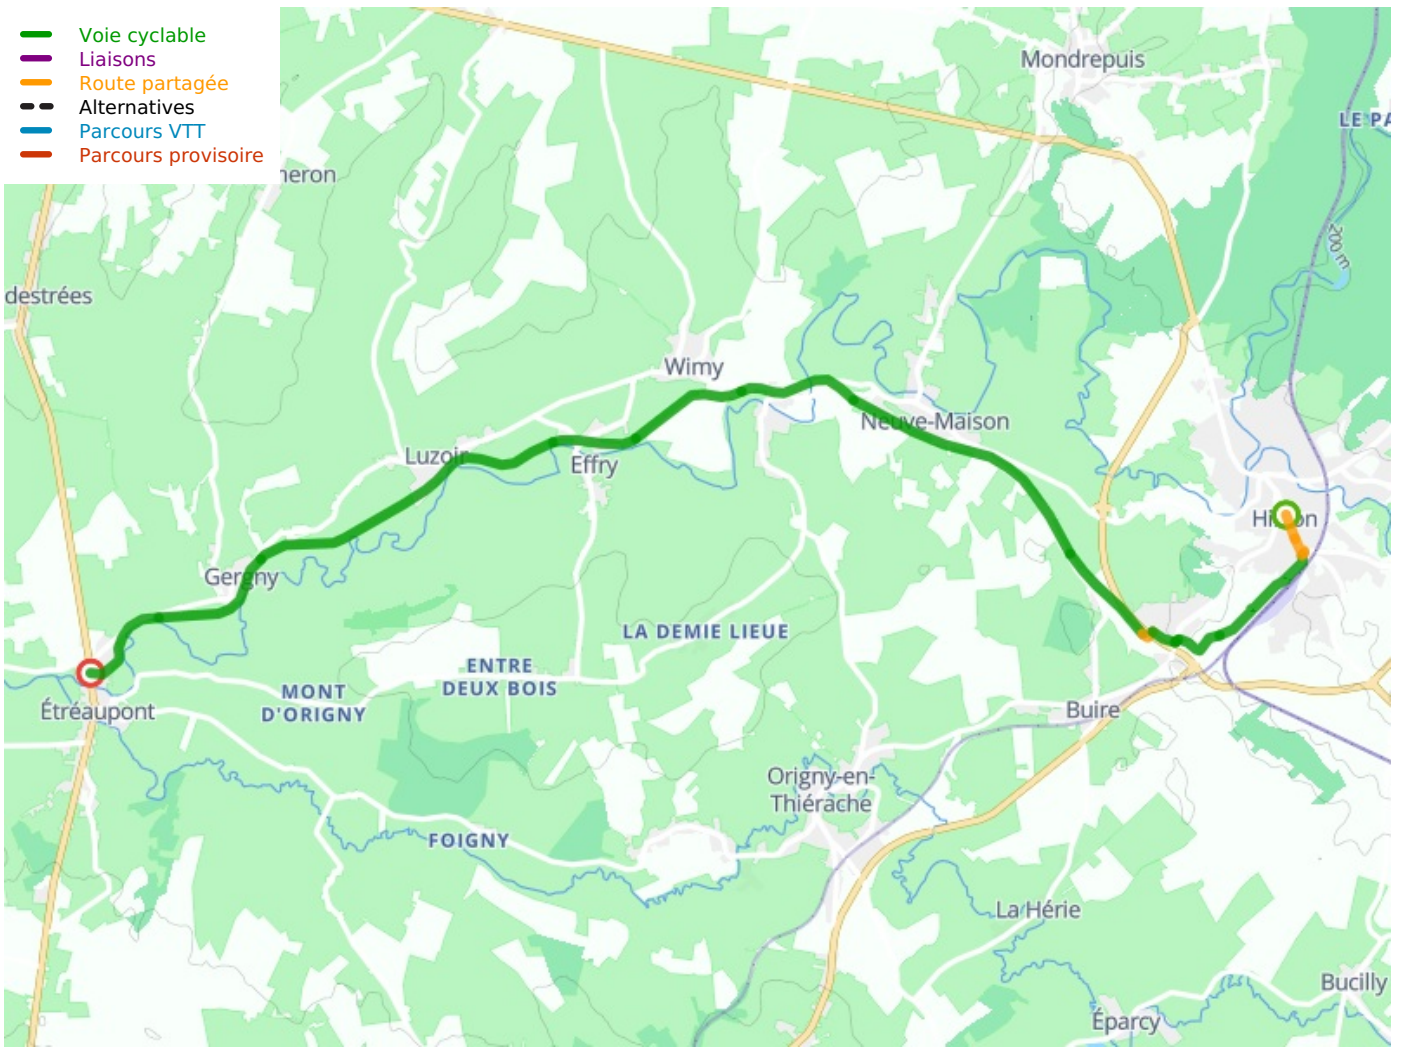 Voie cyclable
Liaisons
Route partagée
Alternatives
Parcours VTT
Parcours provisoire
Mondrepuis
LE PA
neron
200 m
destrées
Wimy
Neuve-Maison
Luzoir
Effry
Gergny
LA DEMIE LIEUE
ENTRE
DEUX BOIS
MONT
D'ORIGNY
Étréaupont
Buire
Origny-en-
Thiérache
FOIGNY
La Hérie
Bucilly
Éparcy